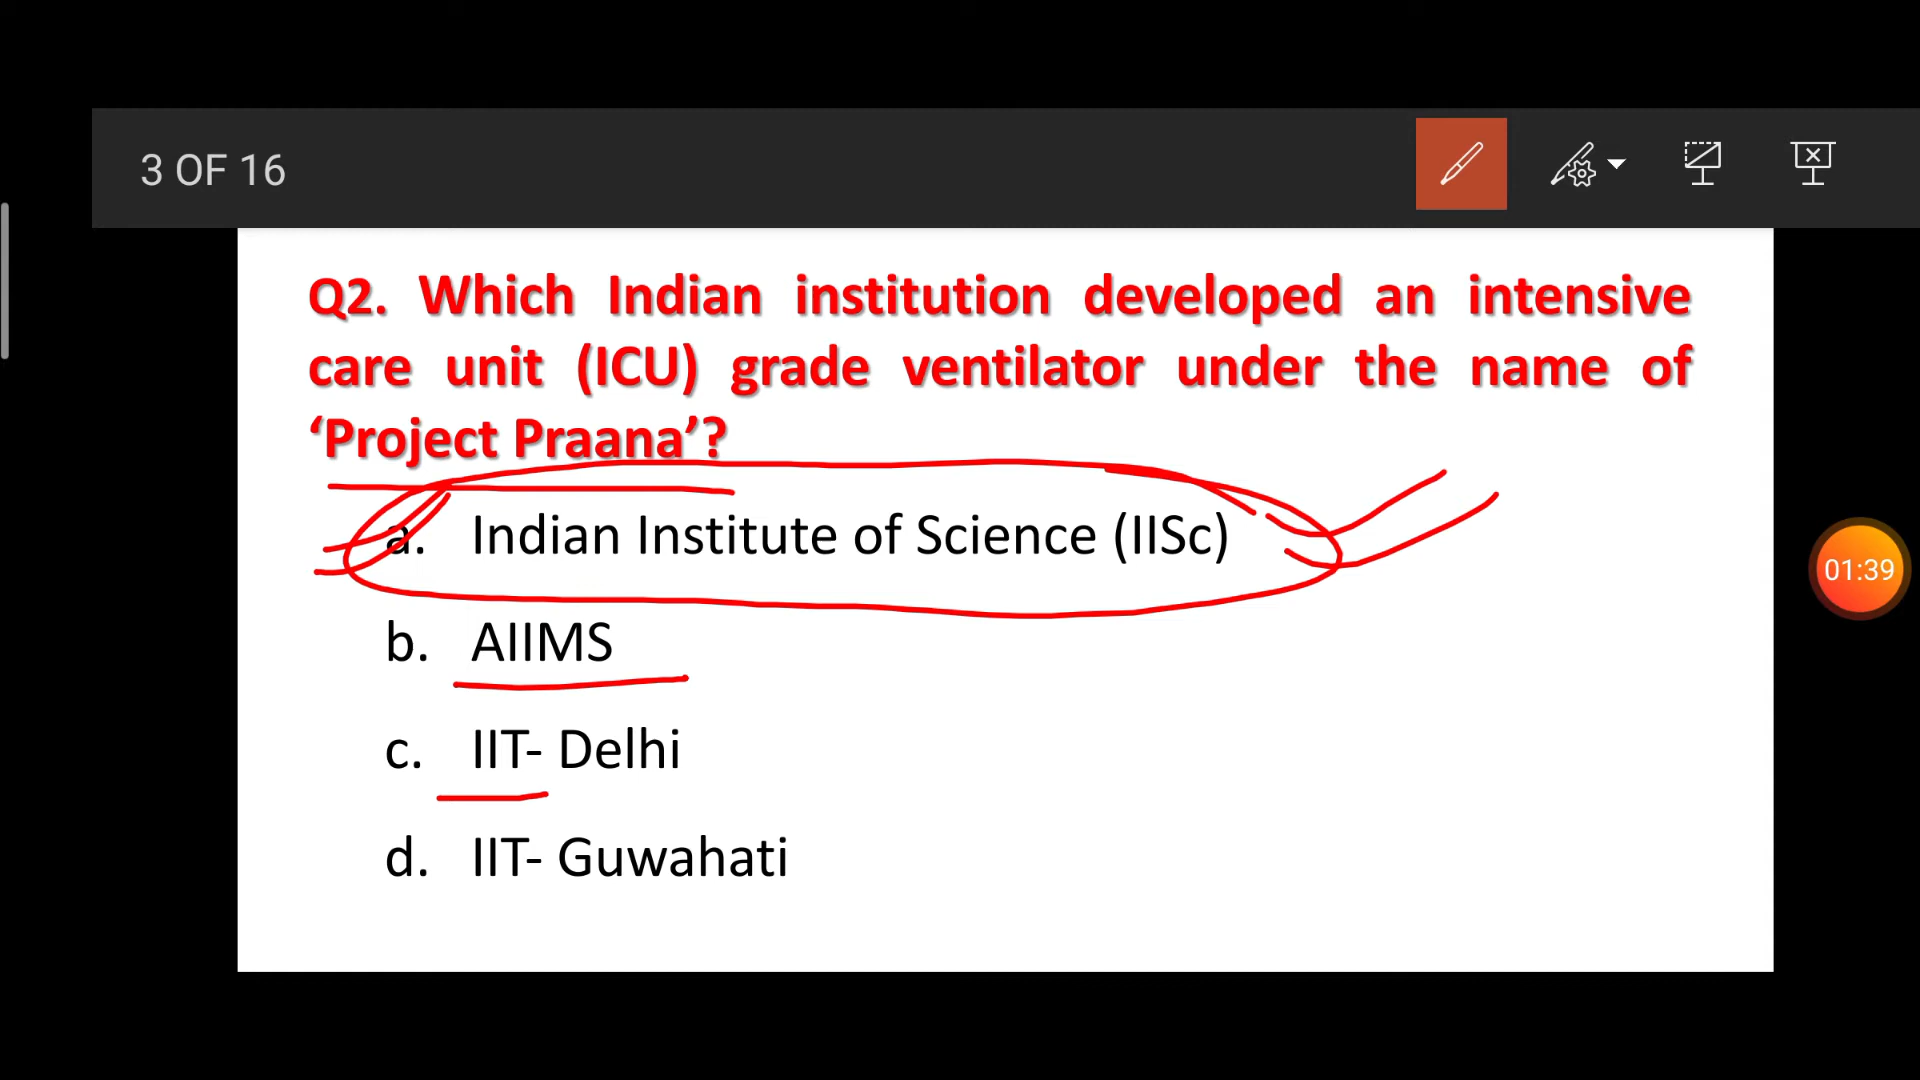 3 OF 16
Q2. Which Indian institution developed an intensive
care unit (ICU) grade ventilator under the name of
‘Project Praana’?
a. Indian Institute of Science (IISc)
01:39
b. AIIMS
c. IIT- Delhi
d. IIT- Guwahati